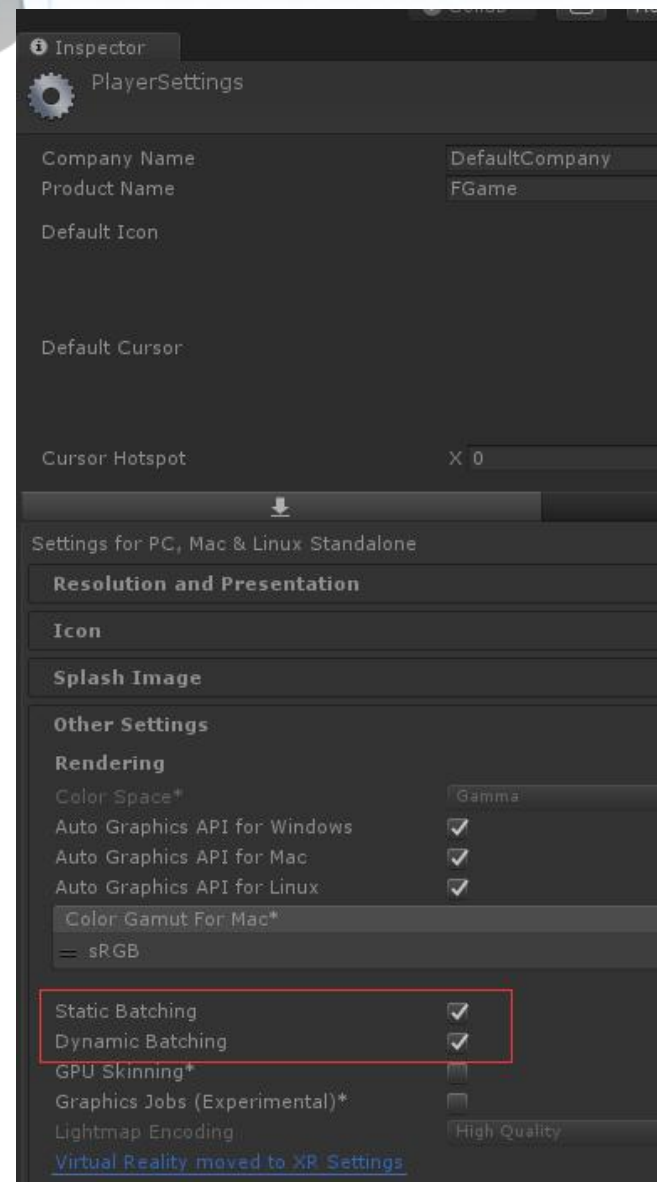 Inspector
PlayerSettings
Company Name DefaultCompany
Product Name FGame
Default Icon
Default Cursor
Cursor Hotspot X 0
Settings for PC, Mac & Linux Standalone
Resolution and Presentation
Icon
Splash Image
Other Settings
Rendering
Color Space* Gamma
Auto Graphics API for Windows
Auto Graphics API for Mac
Auto Graphics API for Linux
Color Gamut For Mac*
= sRGB
Static Batching
Dynamic Batching
GPU Skinning*
Graphics Jobs (Experimental)*
Lightmap Encoding High Quality
Virtual Reality moved to XR Settings